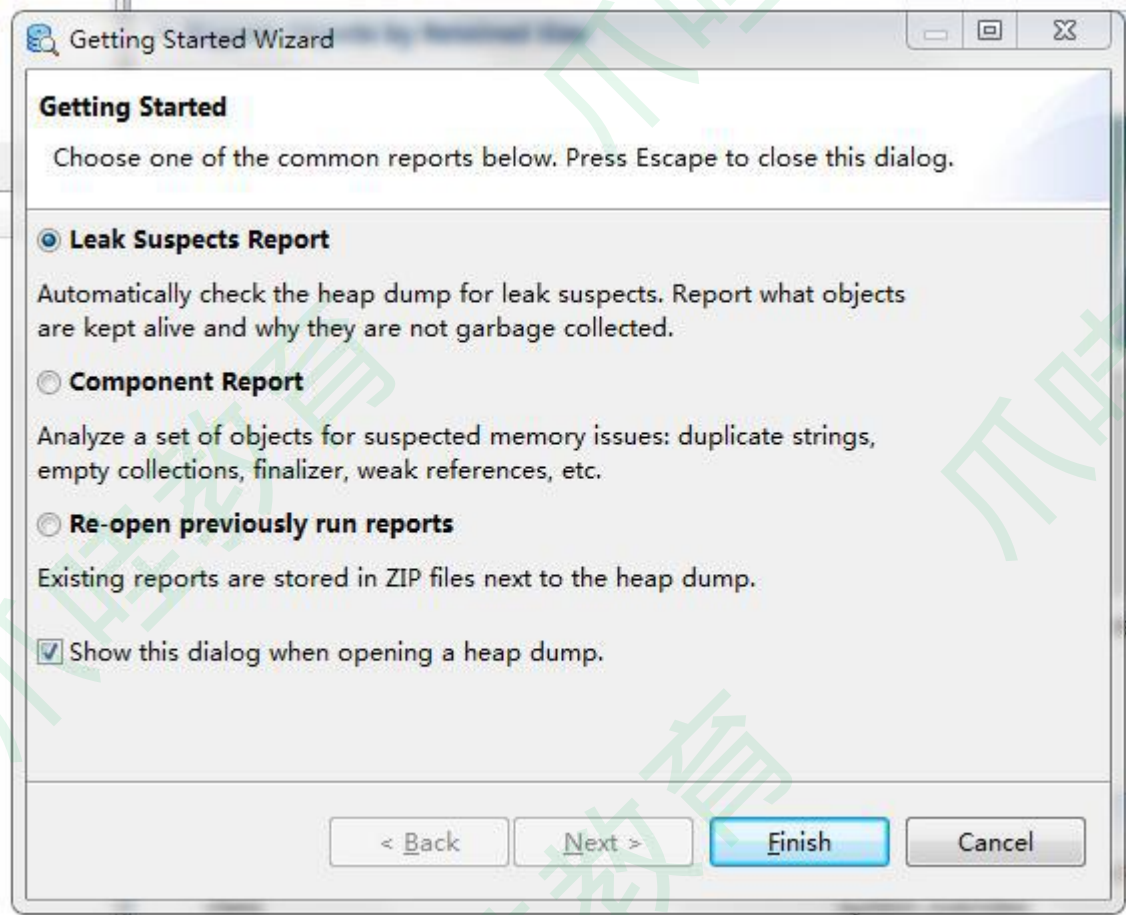 Getting Started Wizard
Getting Started
Choose one of the common reports below. Press Escape to close this dialog.
Leak Suspects Report
Automatically check the heap dump for leak suspects. Report what objects
are kept alive and why they are not garbage collected.
Component Report
Analyze a set of objects for suspected memory issues: duplicate strings,
empty collections, finalizer, weak references, etc.
Re-open previously run reports
Existing reports are stored in ZIP files next to the heap dump.
Show this dialog when opening a heap dump.
< Back
Next >
Finish
Cancel
爪哇教育